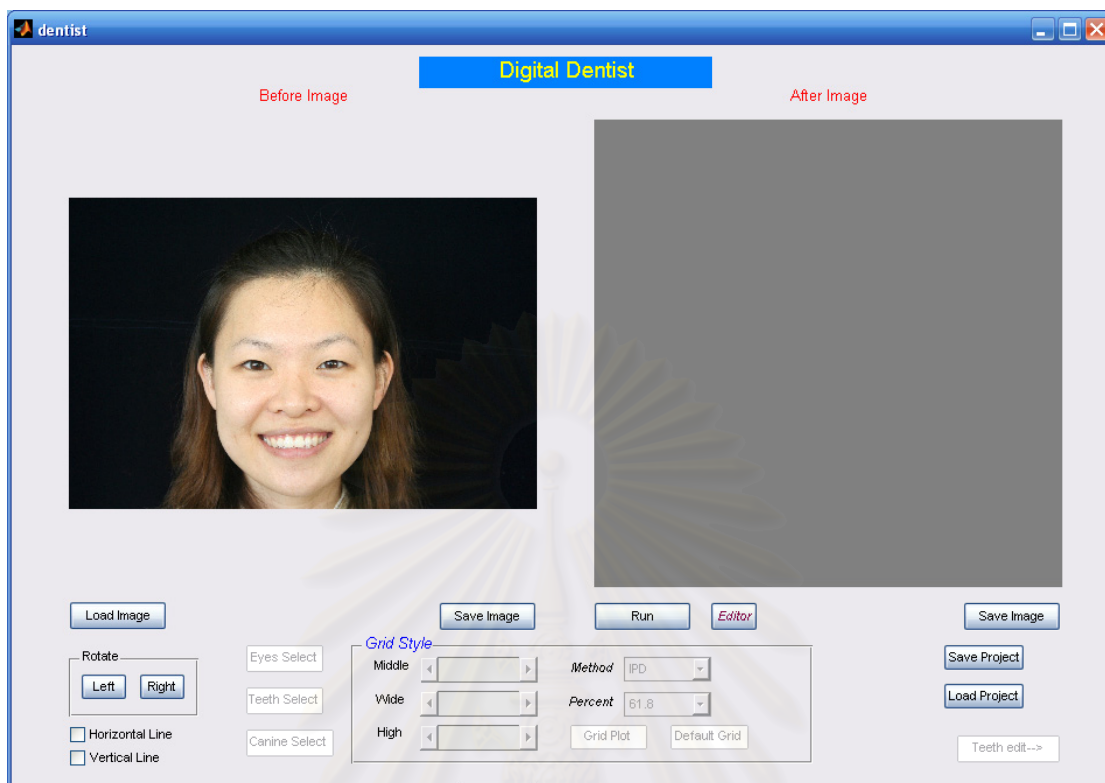 dentist
Digital Dentist
Before Image
After Image
Load Image
Save Image
Run
Editor
Save Image
Rotate
Left
Right
Horizontal Line
Vertical Line
Eyes Select
Teeth Select
Canine Select
Grid Style
Middle
Wide
High
Method
IPD
Percent
61.8
Grid Plot
Default Grid
Save Project
Load Project
Teeth edit-->